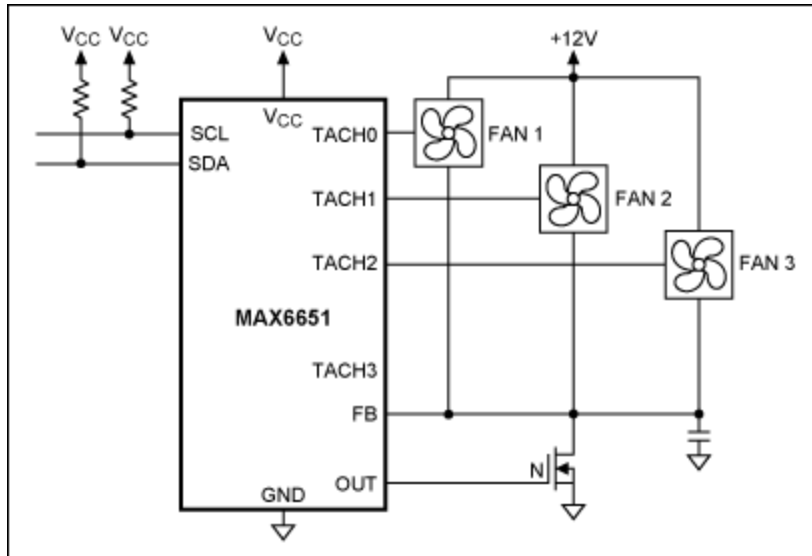 VCC VCC VCC +12V
VCC
SCL TACH0 FAN 1
SDA
TACH1 FAN 2
TACH2 FAN 3
MAX6651
TACH3
FB
OUT N
GND